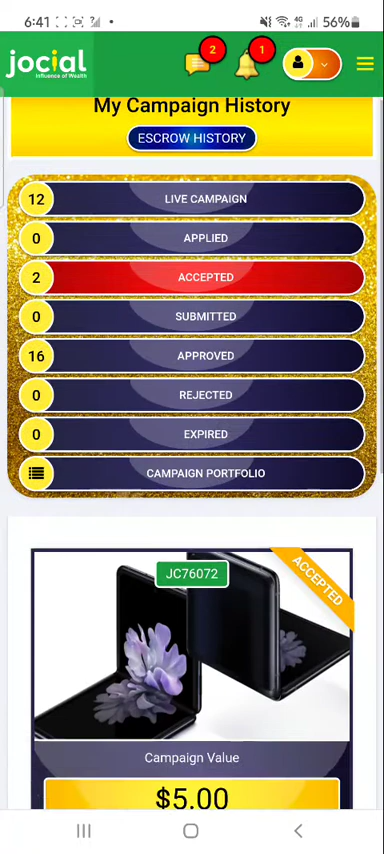 6:41
4G
56%
jocial
Influence of Wealth
2
1
My Campaign History
ESCROW HISTORY
12
LIVE CAMPAIGN
0
APPLIED
2
ACCEPTED
0
SUBMITTED
16
APPROVED
0
REJECTED
0
EXPIRED
CAMPAIGN PORTFOLIO
JC76072
ACCEPTED
Campaign Value
$5.00